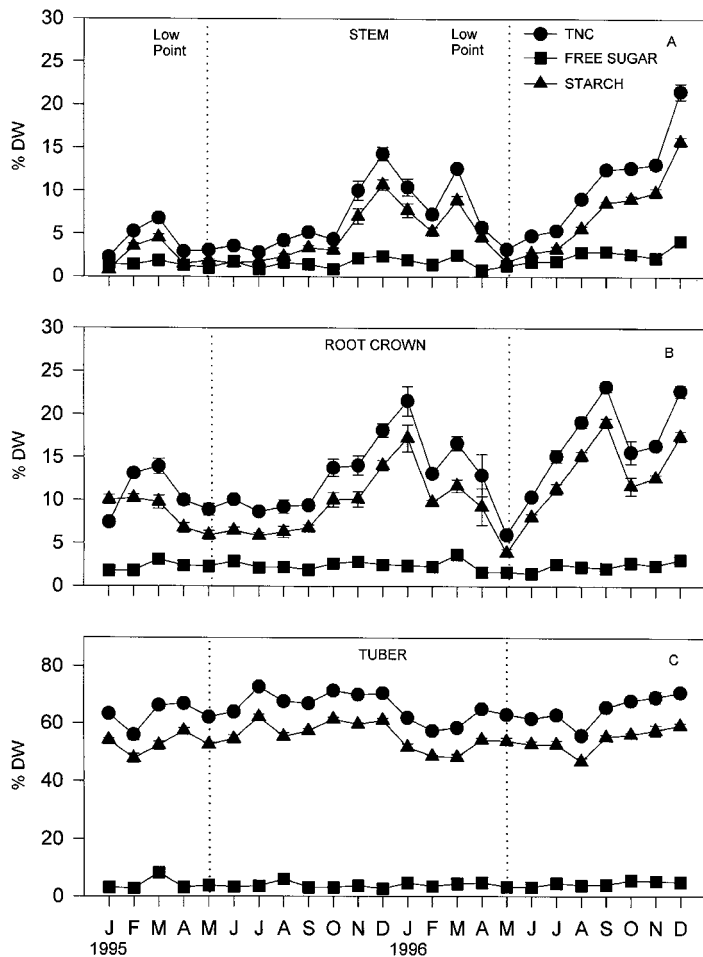 30
25
20
15
10
5
0
% DW
Low
Point
STEM
Low
Point
TNC
FREE SUGAR
STARCH
A
30
25
20
15
10
5
0
% DW
ROOT CROWN
B
80
60
40
20
0
% DW
TUBER
C
J F M A M J J A S O N D J F M A M J J A S O N D
1995 1996